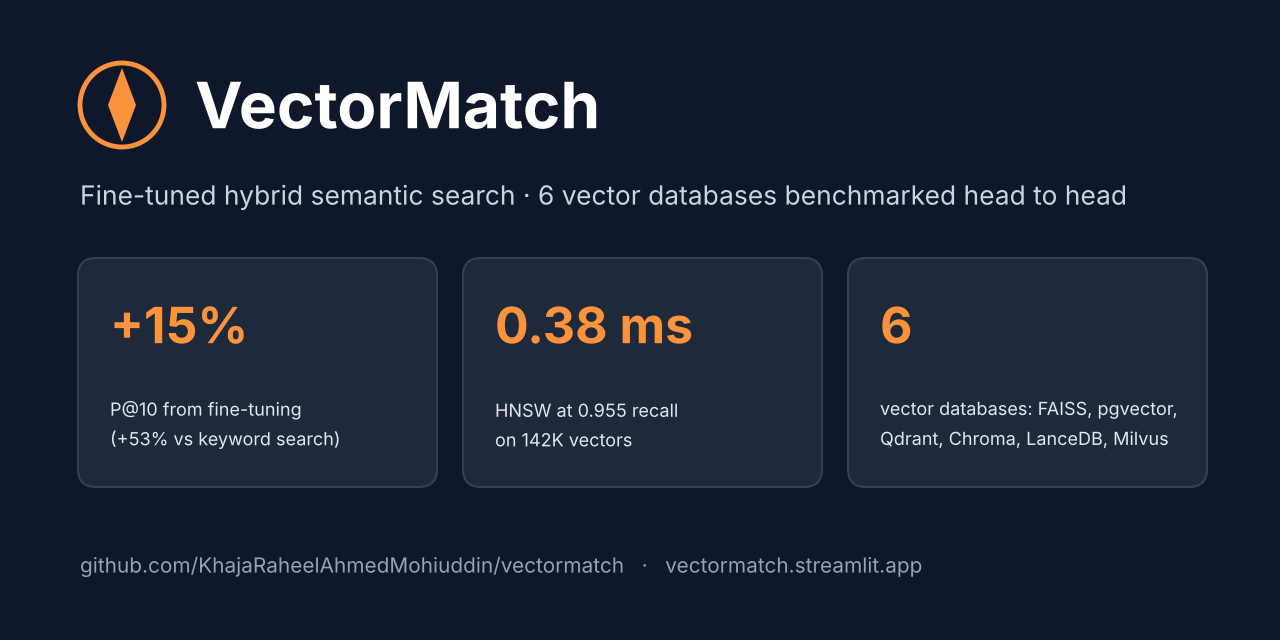 VectorMatch
Fine-tuned hybrid semantic search · 6 vector databases benchmarked head to head
+15%
P@10 from fine-tuning
(+53% vs keyword search)
0.38 ms
HNSW at 0.955 recall
on 142K vectors
6
vector databases: FAISS, pgvector,
Qdrant, Chroma, LanceDB, Milvus
github.com/KhajaRaheelAhmedMohiuddin/vectormatch · vectormatch.streamlit.app